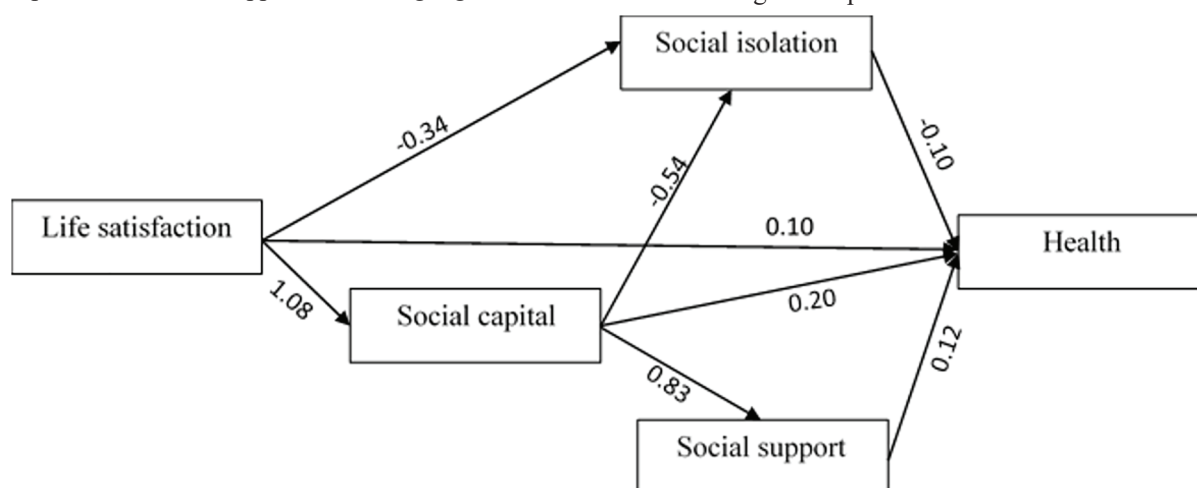 Social isolation
-0.34
-0.10
-0.54
Life satisfaction
0.10
Health
1.08
Social capital
0.20
0.83
0.12
Social support